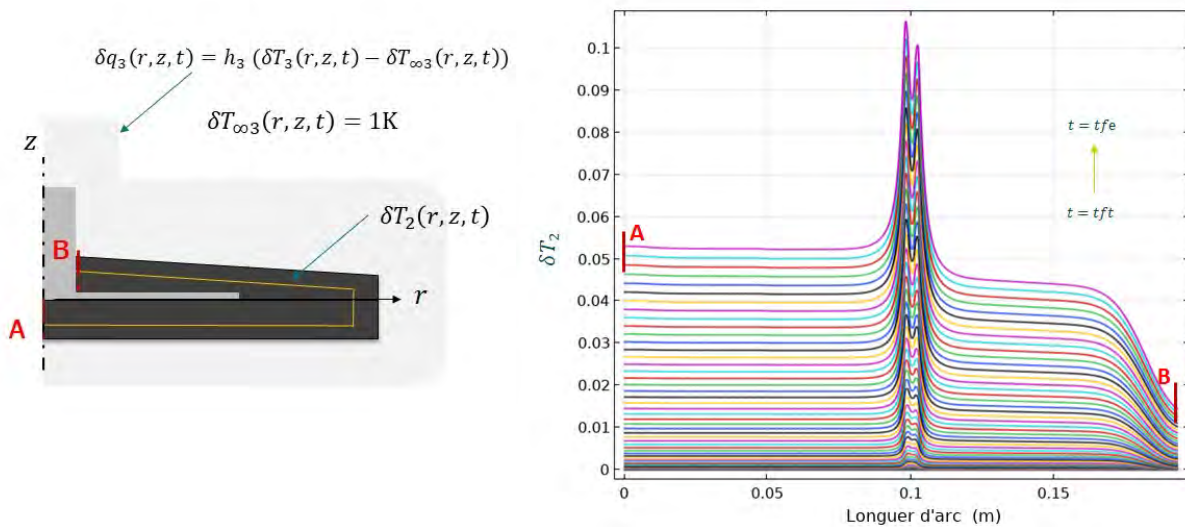 δq₃(r, z, t) = h₃ (δT₃(r, z, t) − δT∞₃(r, z, t))
δT∞₃(r, z, t) = 1K
z
δT₂(r, z, t)
B
r
A
0.1
0.09
0.08
0.07
0.06
0.05
0.04
0.03
0.02
0.01
0
δT₂
A
t = tfe
t = tft
B
0
0.05
0.1
0.15
Longuer d'arc (m)